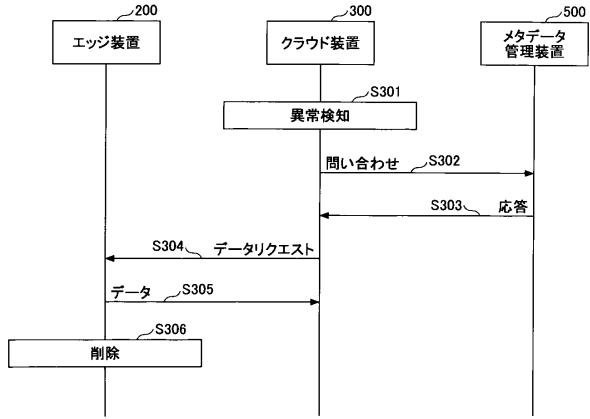 200
エッジ装置
300
クラウド装置
500
メタデータ
管理装置
S301
異常検知
問い合わせ
S302
S303
応答
S304
データリクエスト
データ
S305
S306
削除